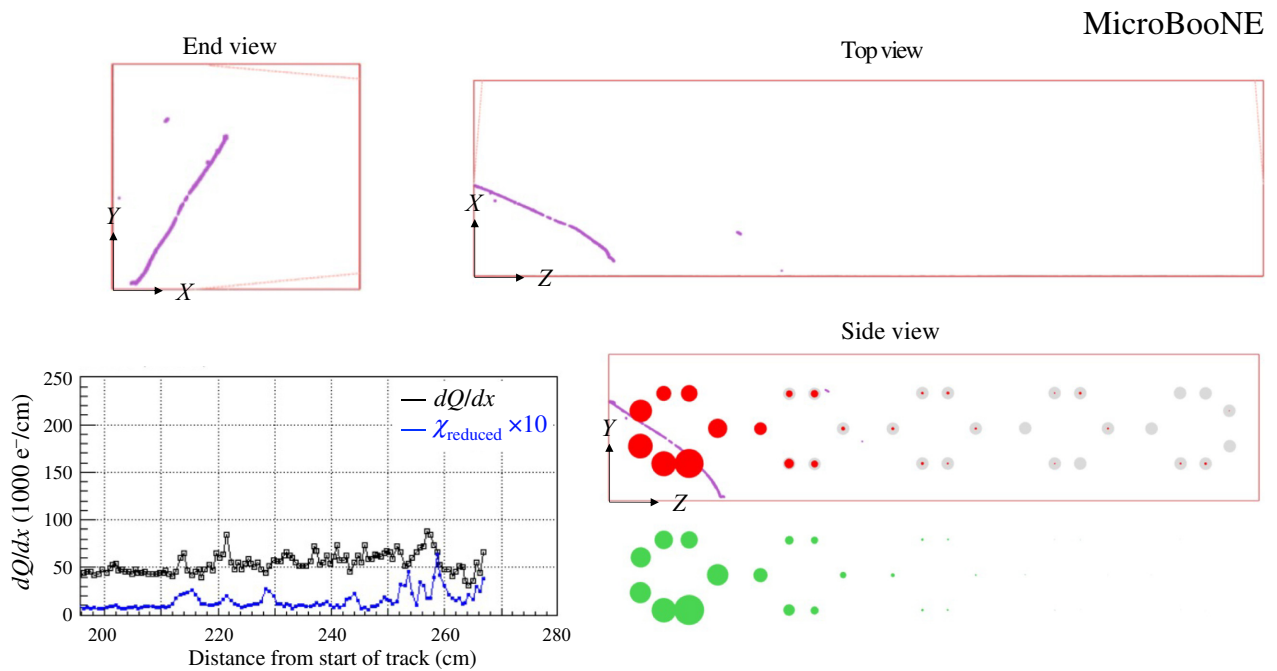 MicroBooNE
End view
Top view
Y
X
X
Z
Side view
Y
Z
250
200
150
100
50
0
dQ/dx (1000 e⁻/cm)
dQ/dx
χreduced ×10
200
220
240
260
280
Distance from start of track (cm)